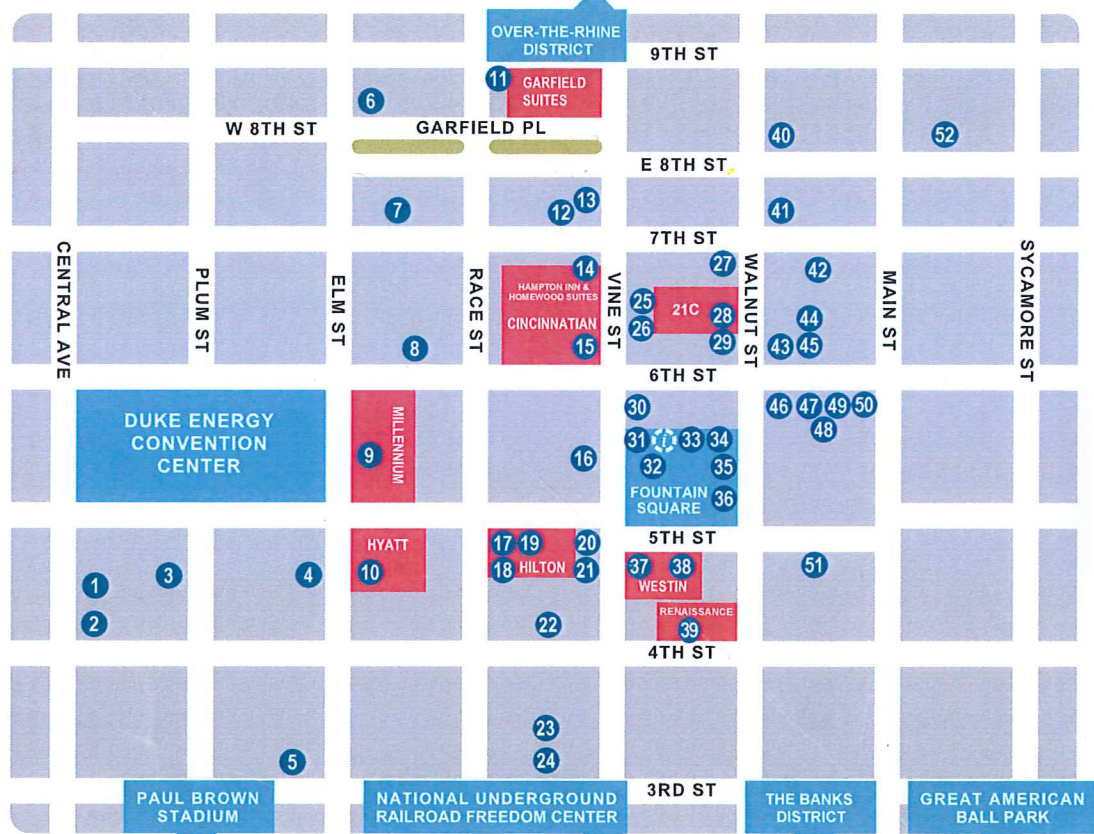 OVER-THE-RHINE
DISTRICT
9TH ST
11
GARFIELD
SUITES
6
W 8TH ST
GARFIELD PL
40
52
E 8TH ST
7
12
13
41
7TH ST
CENTRAL AVE
PLUM ST
ELM ST
RACE ST
VINE ST
WALNUT ST
MAIN ST
SYCAMORE ST
14
27
42
HAMPTON INN &
HOMEWOOD SUITES
CINCINNATIAN
25
21C
28
44
26
8
15
29
43
45
6TH ST
DUKE ENERGY
CONVENTION
CENTER
MILLENNIUM
9
16
30
46
47
49
50
48
31
i
33
34
32
35
FOUNTAIN
SQUARE
36
5TH ST
1
3
4
2
HYATT
10
17
19
20
18
HILTON
21
22
37
38
WESTIN
51
RENAISSANCE
39
4TH ST
23
24
5
3RD ST
PAUL BROWN
STADIUM
NATIONAL UNDERGROUND
RAILROAD FREEDOM CENTER
THE BANKS
DISTRICT
GREAT AMERICAN
BALL PARK